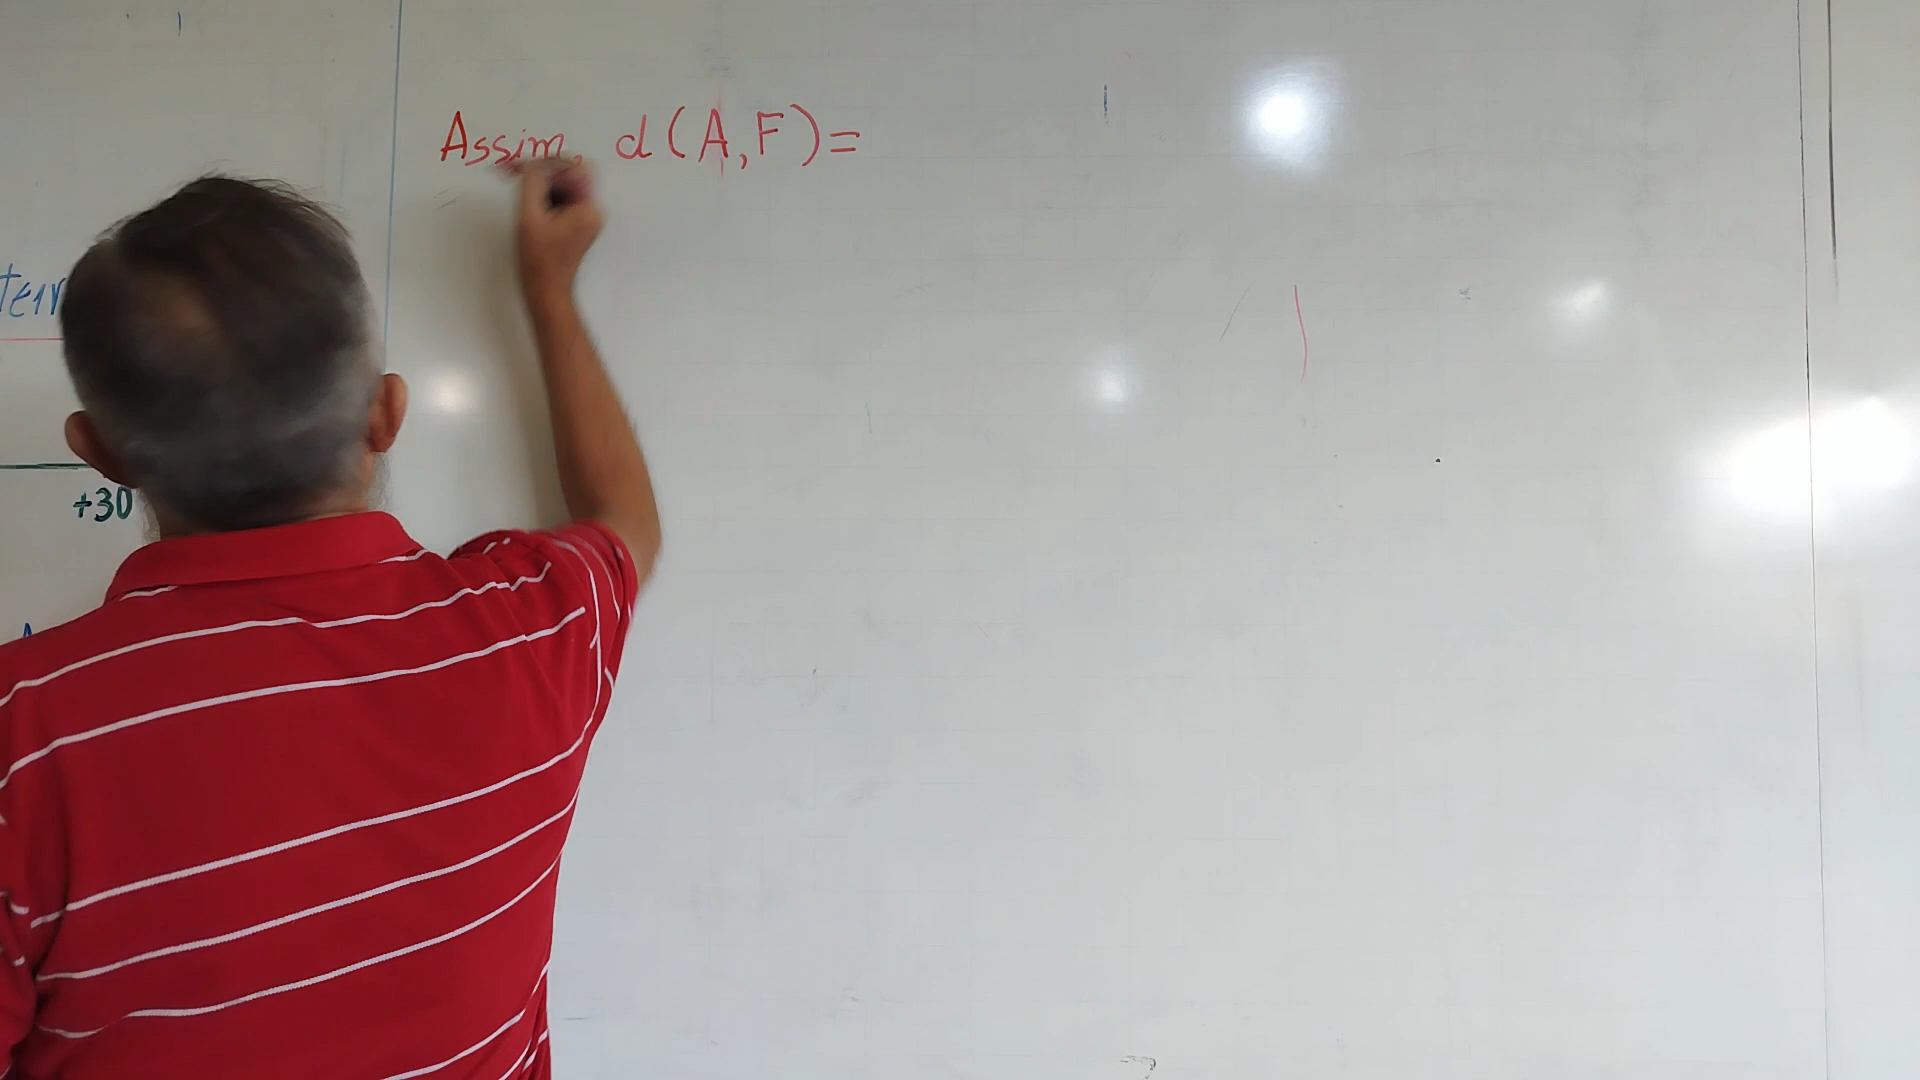 Assim, d(A,F)=
+30